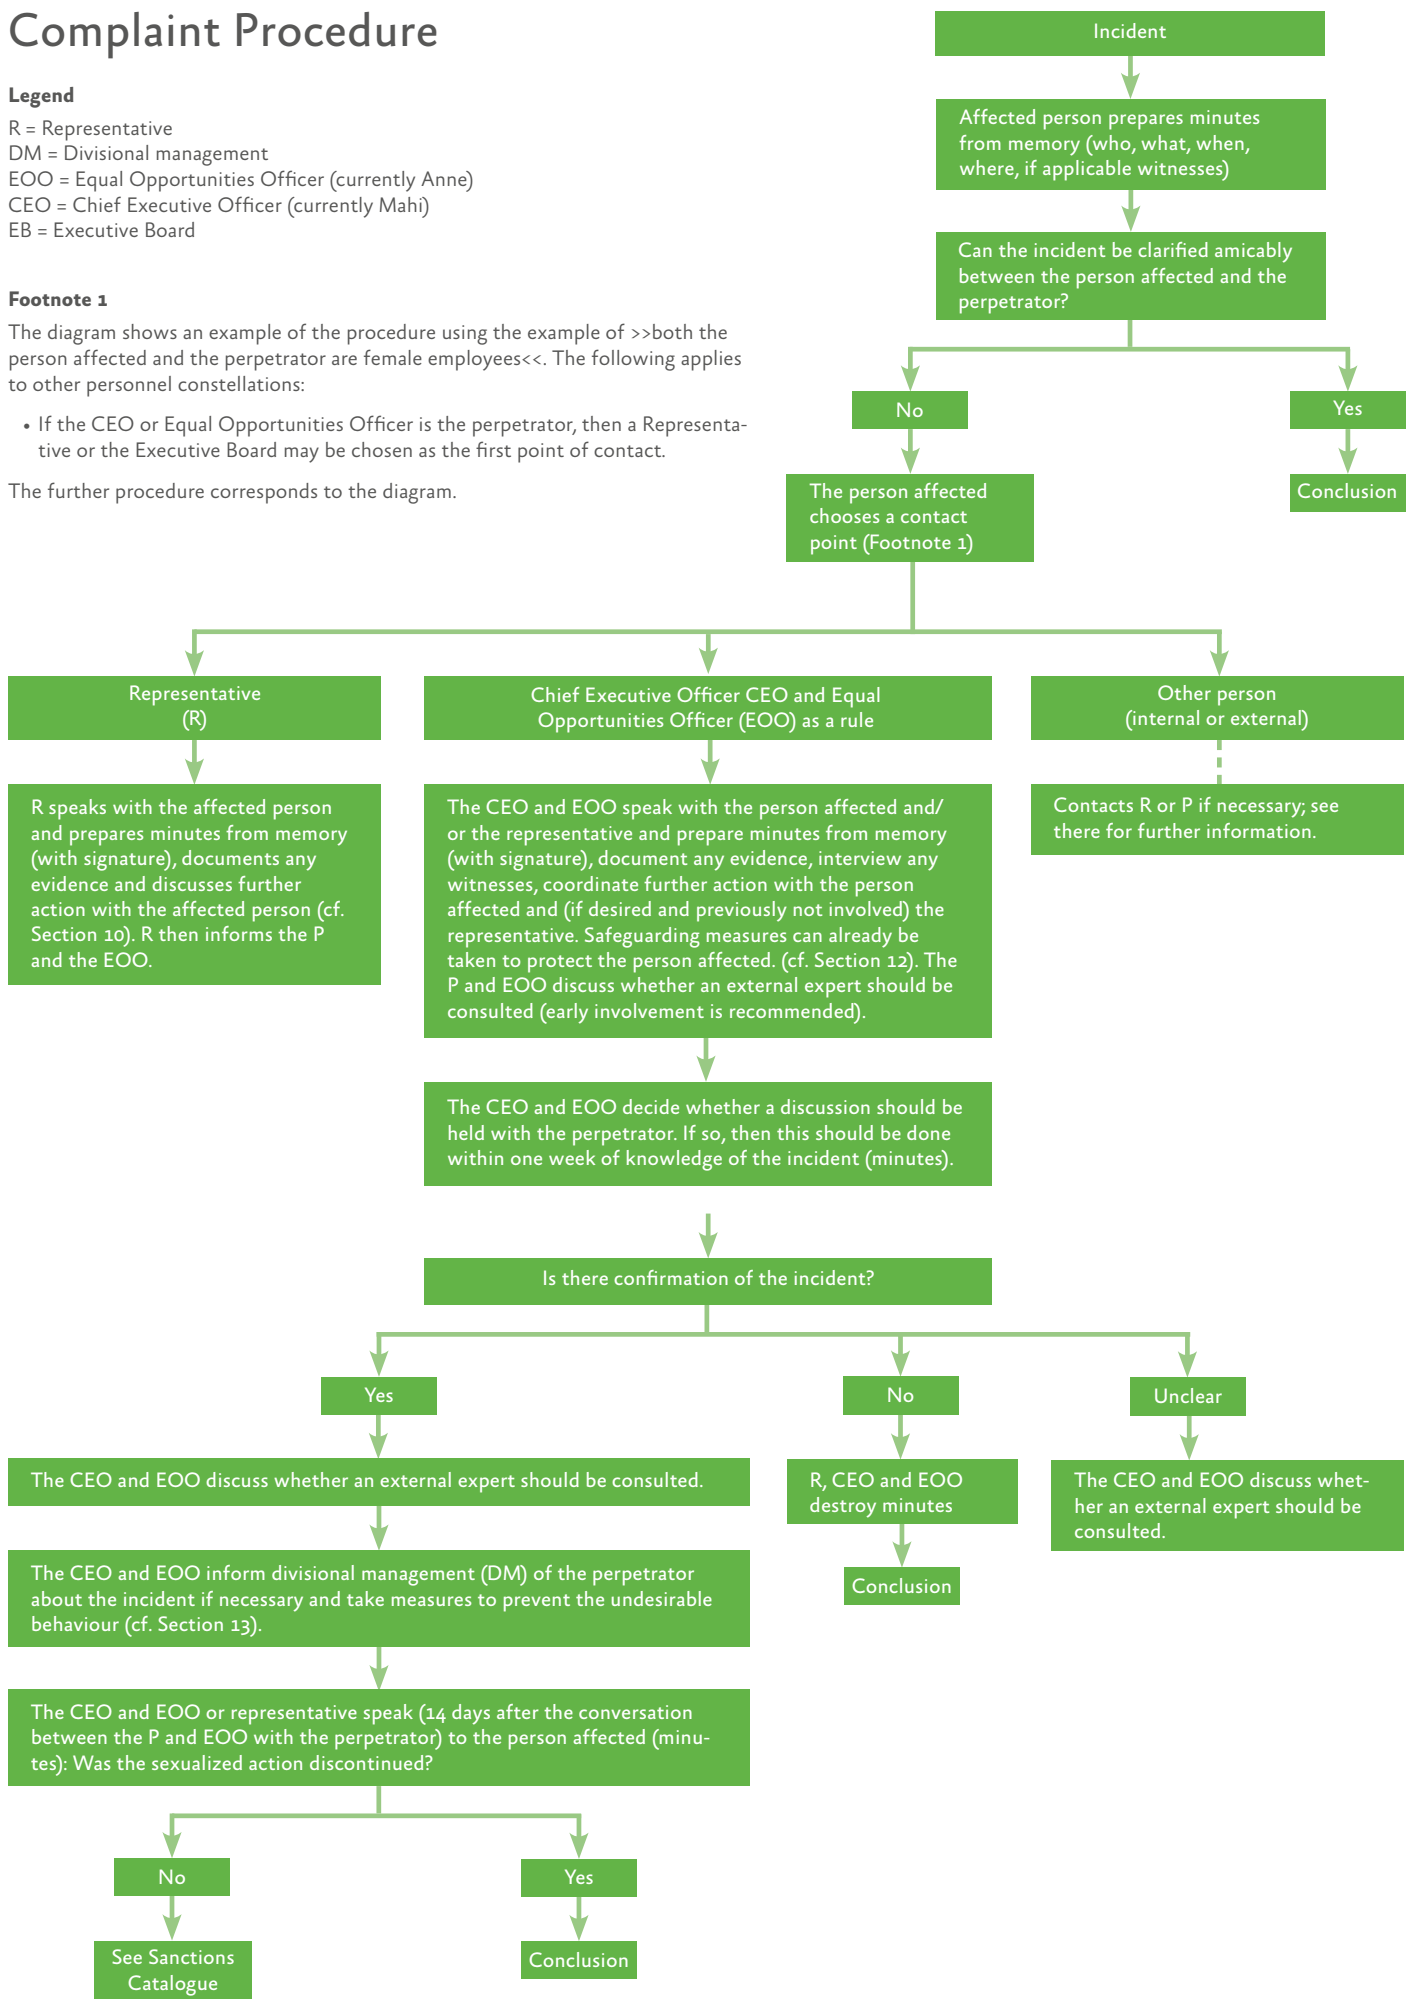 Complaint Procedure
Legend
R = Representative
DM = Divisional management
EOO = Equal Opportunities Officer (currently Anne)
CEO = Chief Executive Officer (currently Mahi)
EB = Executive Board
Footnote 1
The diagram shows an example of the procedure using the example of >>both the
person affected and the perpetrator are female employees<<. The following applies
to other personnel constellations:
• If the CEO or Equal Opportunities Officer is the perpetrator, then a Representa-
tive or the Executive Board may be chosen as the first point of contact.
The further procedure corresponds to the diagram.
Incident
Affected person prepares minutes
from memory (who, what, when,
where, if applicable witnesses)
Can the incident be clarified amicably
between the person affected and the
perpetrator?
No
Yes
The person affected
chooses a contact
point (Footnote 1)
Conclusion
Representative
(R)
Chief Executive Officer CEO and Equal
Opportunities Officer (EOO) as a rule
Other person
(internal or external)
R speaks with the affected person
and prepares minutes from memory
(with signature), documents any
evidence and discusses further
action with the affected person (cf.
Section 10). R then informs the P
and the EOO.
The CEO and EOO speak with the person affected and/
or the representative and prepare minutes from memory
(with signature), document any evidence, interview any
witnesses, coordinate further action with the person
affected and (if desired and previously not involved) the
representative. Safeguarding measures can already be
taken to protect the person affected. (cf. Section 12). The
P and EOO discuss whether an external expert should be
consulted (early involvement is recommended).
Contacts R or P if necessary; see
there for further information.
The CEO and EOO decide whether a discussion should be
held with the perpetrator. If so, then this should be done
within one week of knowledge of the incident (minutes).
Is there confirmation of the incident?
Yes
No
Unclear
The CEO and EOO discuss whether an external expert should be consulted.
R, CEO and EOO
destroy minutes
The CEO and EOO discuss whet-
her an external expert should be
consulted.
The CEO and EOO inform divisional management (DM) of the perpetrator
about the incident if necessary and take measures to prevent the undesirable
behaviour (cf. Section 13).
Conclusion
The CEO and EOO or representative speak (14 days after the conversation
between the P and EOO with the perpetrator) to the person affected (minu-
tes): Was the sexualized action discontinued?
No
Yes
See Sanctions
Catalogue
Conclusion